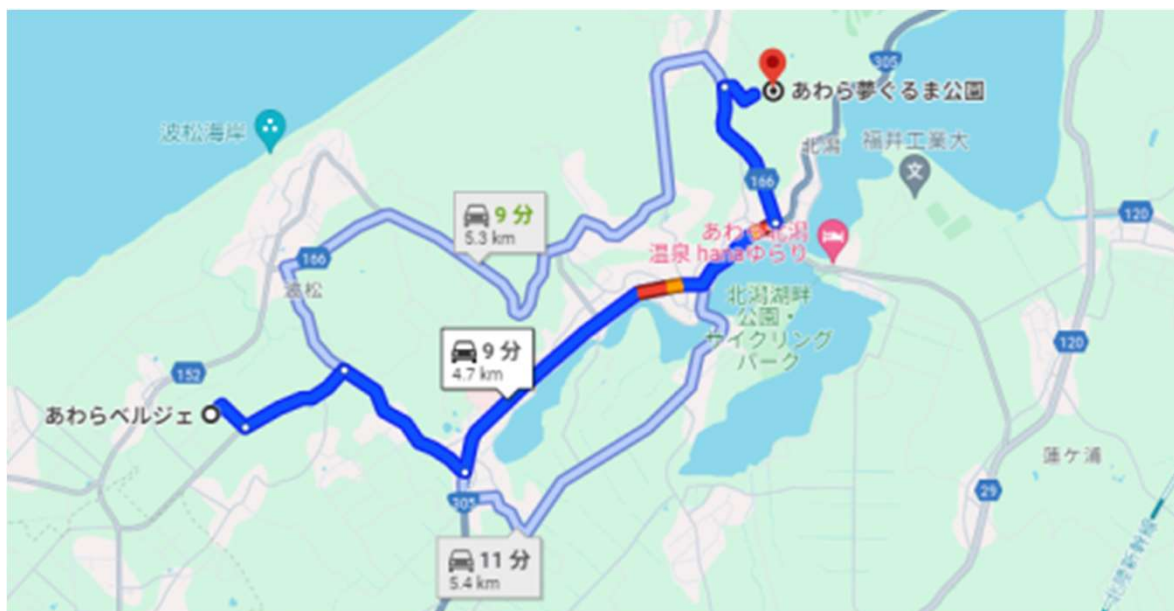 305
あわら夢ぐるま公園
波松海岸
北潟
福井工業大
166
9 分
5.3 km
120
あわら北潟
温泉 hanaゆらり
166
波松
北潟湖畔
公園・
サイクリング
パーク
9 分
4.7 km
120
152
あわらベルジェ
蓮ケ浦
305
29
11 分
5.4 km